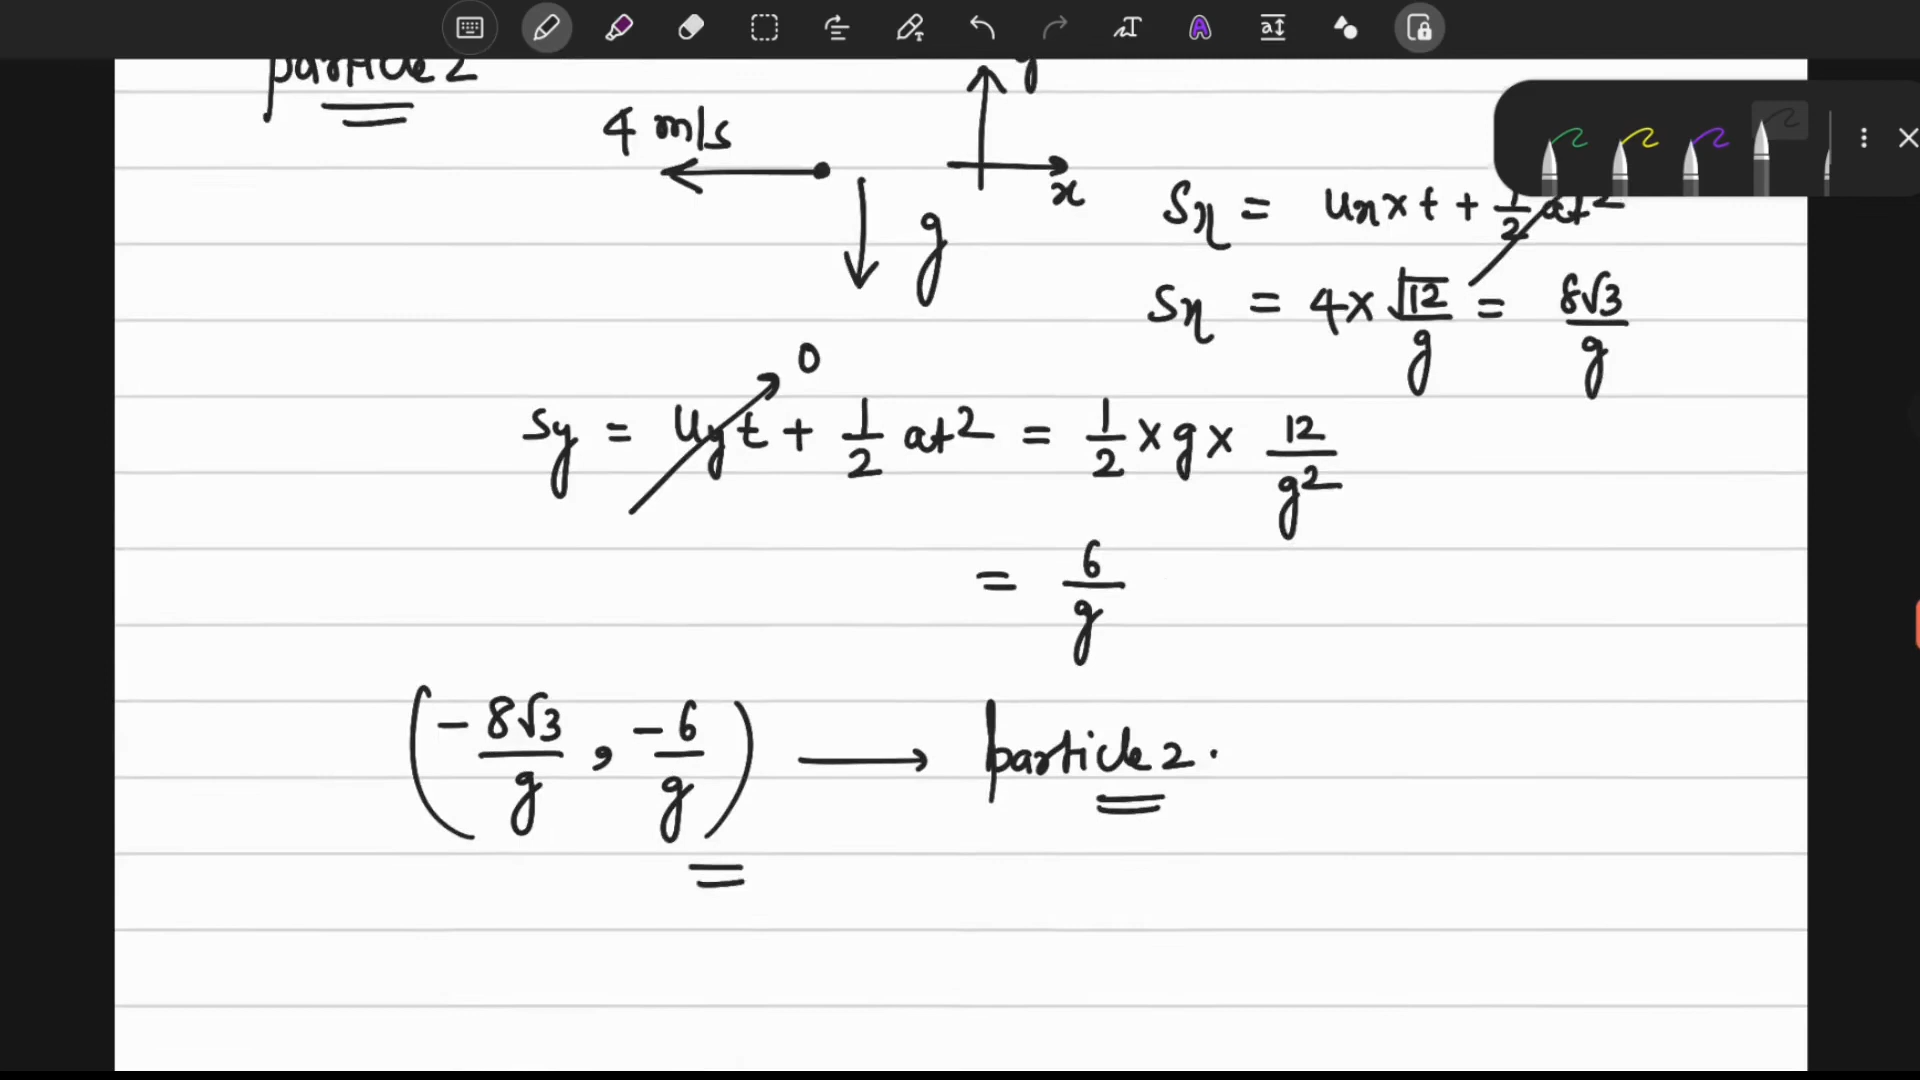 particle 2
y
4 m/s
x
g
Sx = ux x t + 1/2 at²
Sx = 4 x √12/g = 8√3/g
0
Sy = uyt + 1/2 at² = 1/2 x g x 12/g²
= 6/g
(-8√3/g , -6/g) → particle 2.